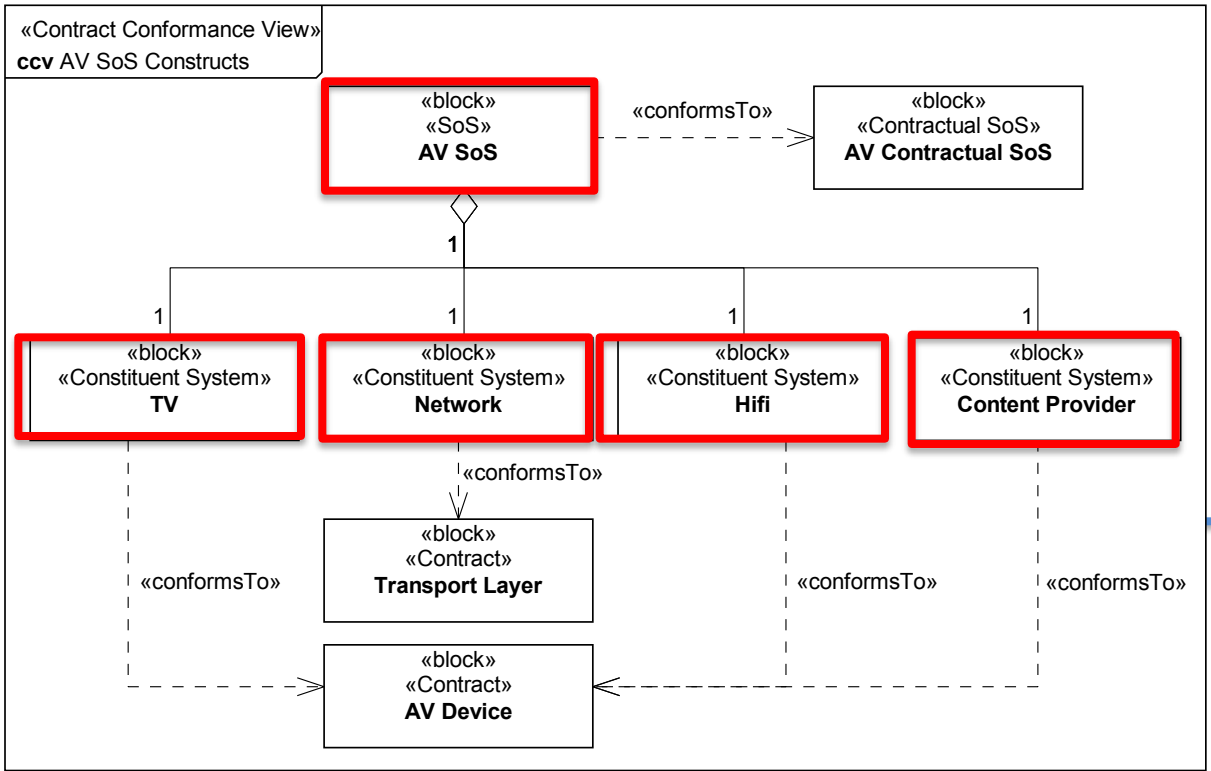 «Contract Conformance View»
ccv AV SoS Constructs
«block»
«SoS»
AV SoS
«conformsTo»
«block»
«Contractual SoS»
AV Contractual SoS
1
1
1
1
1
«block»
«Constituent System»
TV
«block»
«Constituent System»
Network
«block»
«Constituent System»
Hifi
«block»
«Constituent System»
Content Provider
«conformsTo»
«block»
«Contract»
Transport Layer
«conformsTo»
«conformsTo»
«conformsTo»
«block»
«Contract»
AV Device